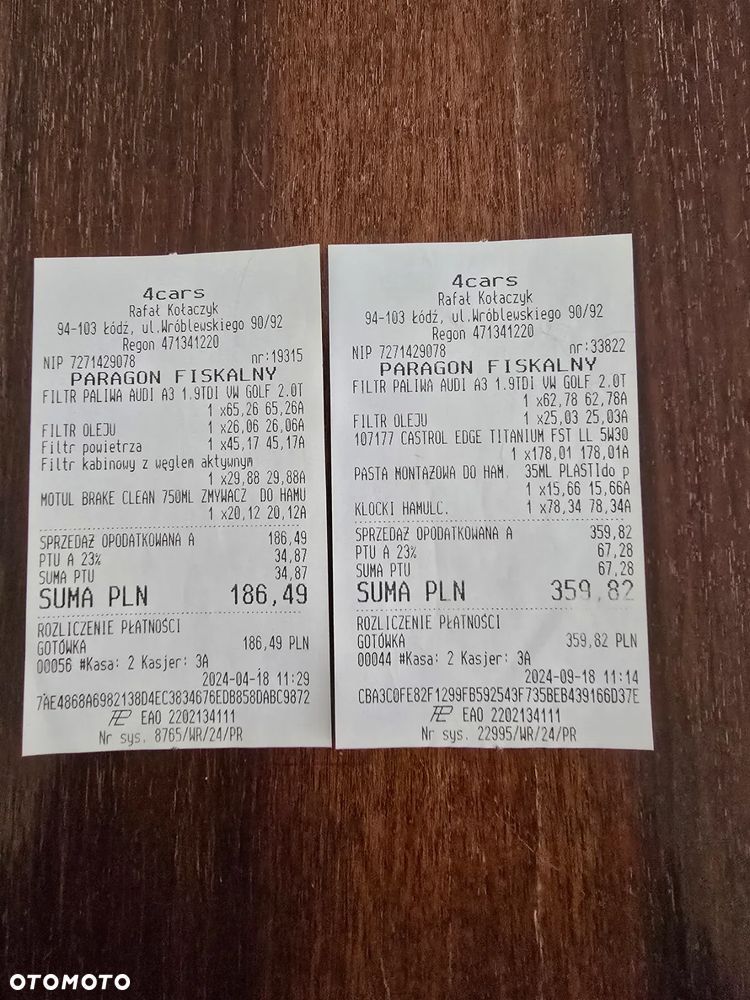 4cars
Rafał Kołaczyk
94-103 Łódź, ul.Wróblewskiego 90/92
Regon 471341220
NIP 7271429078 nr:19315
PARAGON FISKALNY
FILTR PALIWA AUDI A3 1.9TDI VW GOLF 2.0T
1 x65,26 65,26A
FILTR OLEJU 1 x26,06 26,06A
Filtr powietrza 1 x45,17 45,17A
Filtr kabinowy z węglem aktywnym
1 x29,88 29,88A
MOTUL BRAKE CLEAN 750ML ZMYWACZ DO HAMU
1 x20,12 20,12A
SPRZEDAŻ OPODATKOWANA A 186,49
PTU A 23% 34,87
SUMA PTU 34,87
SUMA PLN 186,49
ROZLICZENIE PŁATNOŚCI
GOTÓWKA 186,49 PLN
00056 #Kasa: 2 Kasjer: 3A
2024-04-18 11:29
7AE4868A6982138D4EC3834676EDB858DABC9872
EAO 2202134111
Nr sys. 8765/WR/24/PR
4cars
Rafał Kołaczyk
94-103 Łódź, ul.Wróblewskiego 90/92
Regon 471341220
NIP 7271429078 nr:33822
PARAGON FISKALNY
FILTR PALIWA AUDI A3 1.9TDI VW GOLF 2.0T
1 x62,78 62,78A
FILTR OLEJU 1 x25,03 25,03A
107177 CASTROL EDGE TITANIUM FST LL 5W30
1 x178,01 178,01A
PASTA MONTAŻOWA DO HAM. 35ML PLASTIdo p
1 x15,66 15,66A
KLOCKI HAMULC. 1 x78,34 78,34A
SPRZEDAŻ OPODATKOWANA A 359,82
PTU A 23% 67,28
SUMA PTU 67,28
SUMA PLN 359,82
ROZLICZENIE PŁATNOŚCI
GOTÓWKA 359,82 PLN
00044 #Kasa: 2 Kasjer: 3A
2024-09-18 11:14
CBA3C0FE82F1299FB592543F735BEB439166D37E
EAO 2202134111
Nr sys. 22995/WR/24/PR
OTOMOTO